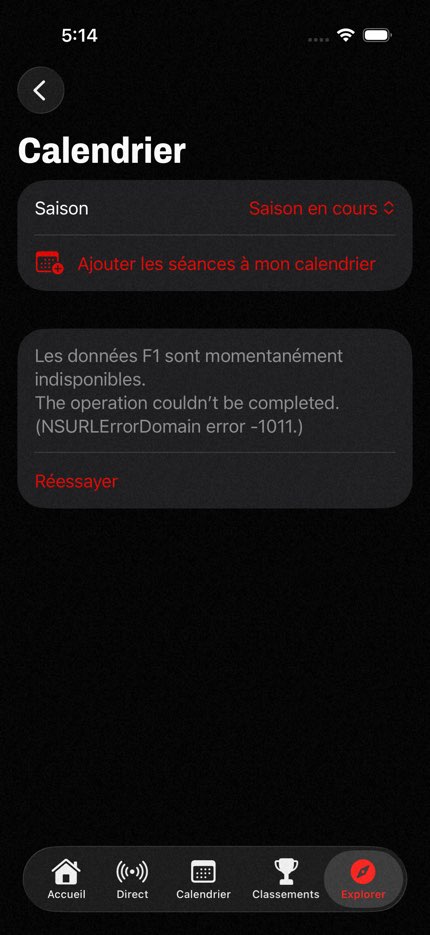 5:14
Calendrier
Saison
Saison en cours
Ajouter les séances à mon calendrier
Les données F1 sont momentanément
indisponibles.
The operation couldn’t be completed.
(NSURLErrorDomain error -1011.)
Réessayer
Accueil
Direct
Calendrier
Classements
Explorer